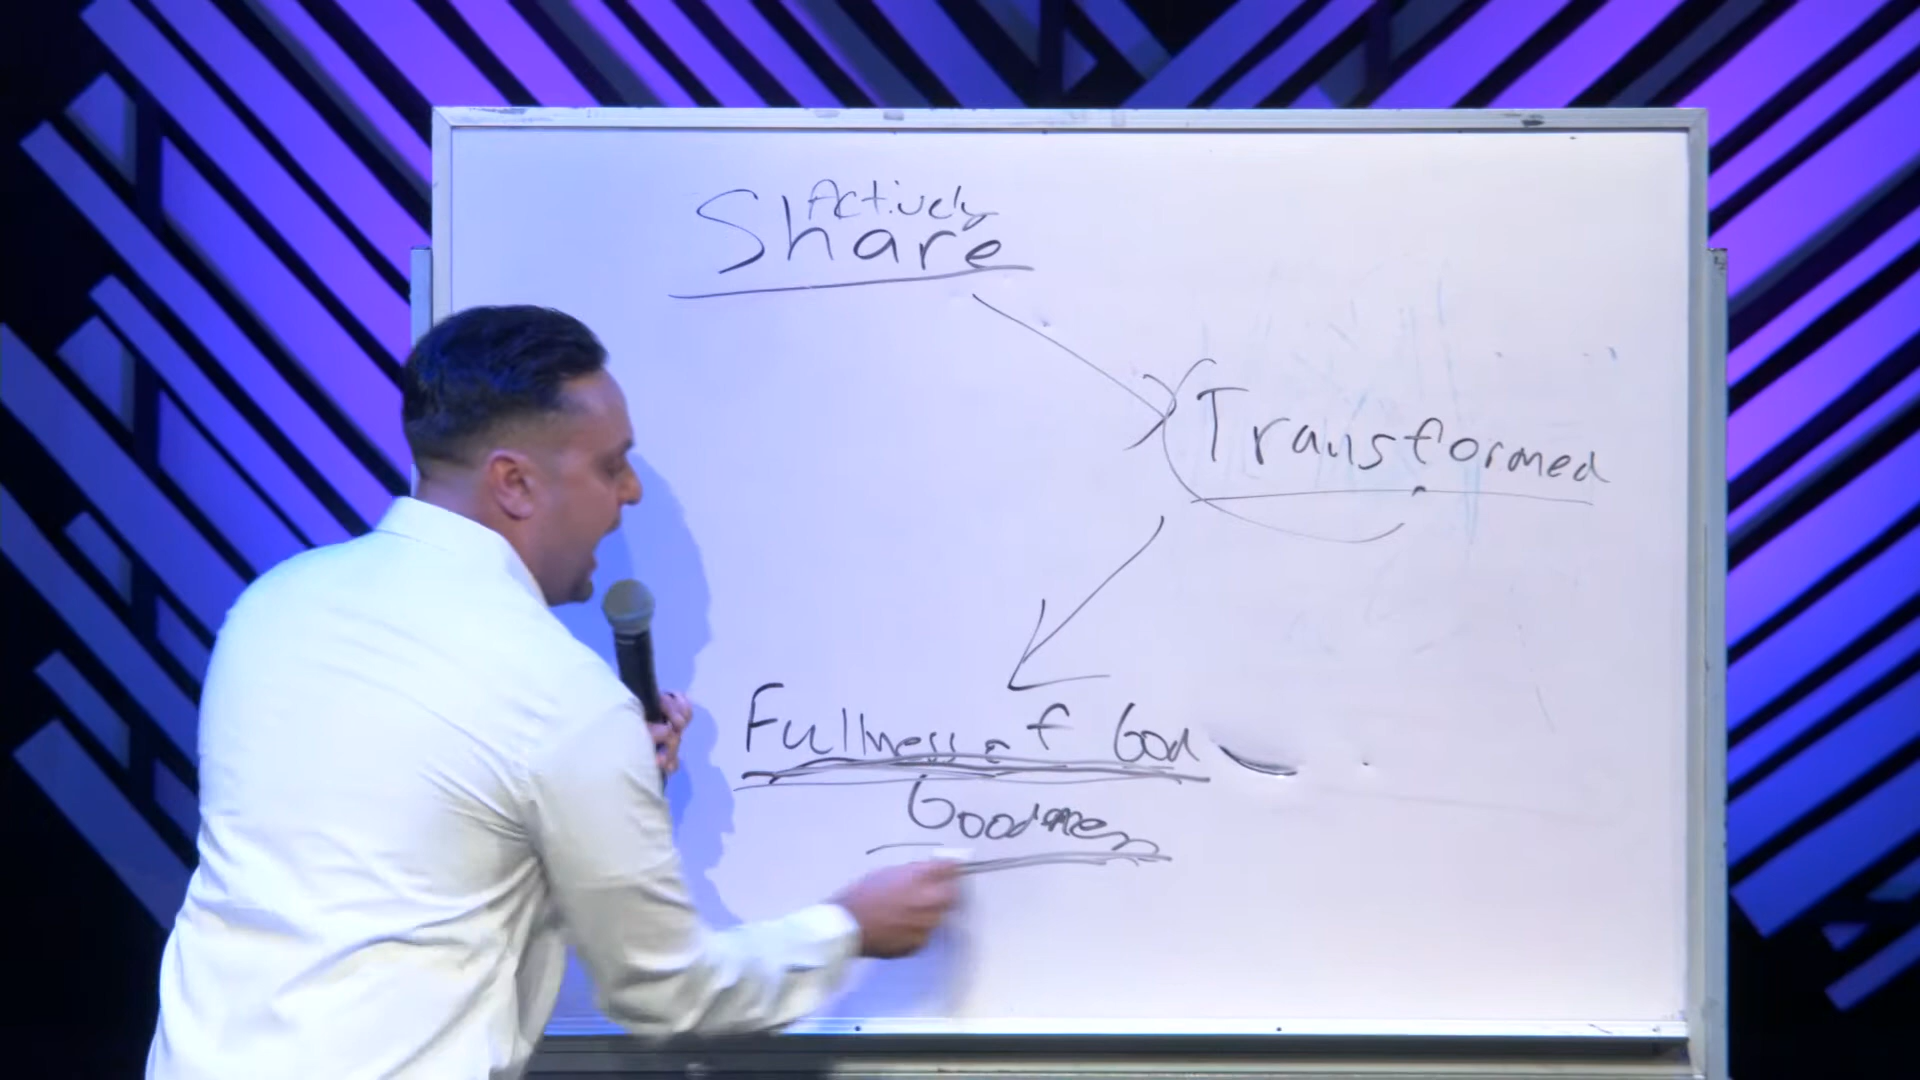 Actively
Share
Transformed
Fullness of God
Goodness